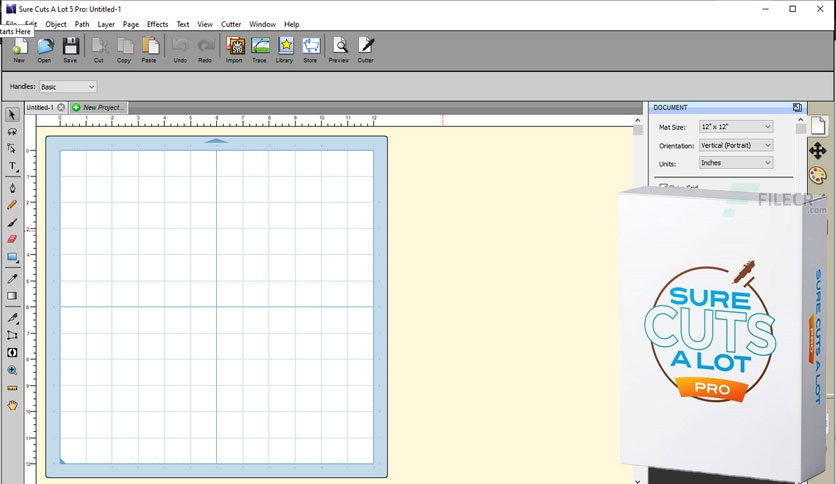 Sure Cuts A Lot 5 Pro: Untitled-1
File Edit Object Path Layer Page Effects Text View Cutter Window Help
tarts Here
New Open Save Cut Copy Paste Undo Redo Import Trace Library Store Preview Cutter
Handles: Basic
Untitled-1 New Project...
DOCUMENT
0 1 2 3 4 5 6 7 8 9 10 11 12
Mat Size: 12" x 12"
Orientation: Vertical (Portrait)
Units: Inches
Show Grid
FILECR
.com
0
1
2
3
4
5
6
7
8
9
10
11
12
SURE
CUTS
A LOT
PRO
SURE CUTS A LOT
PRO